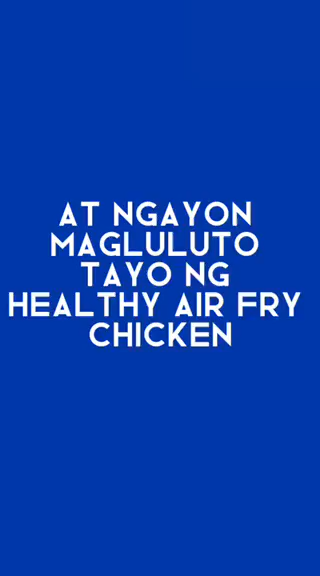 AT NGAYON
MAGLULUTO
TAYO NG
HEALTHY AIR FRY
CHICKEN